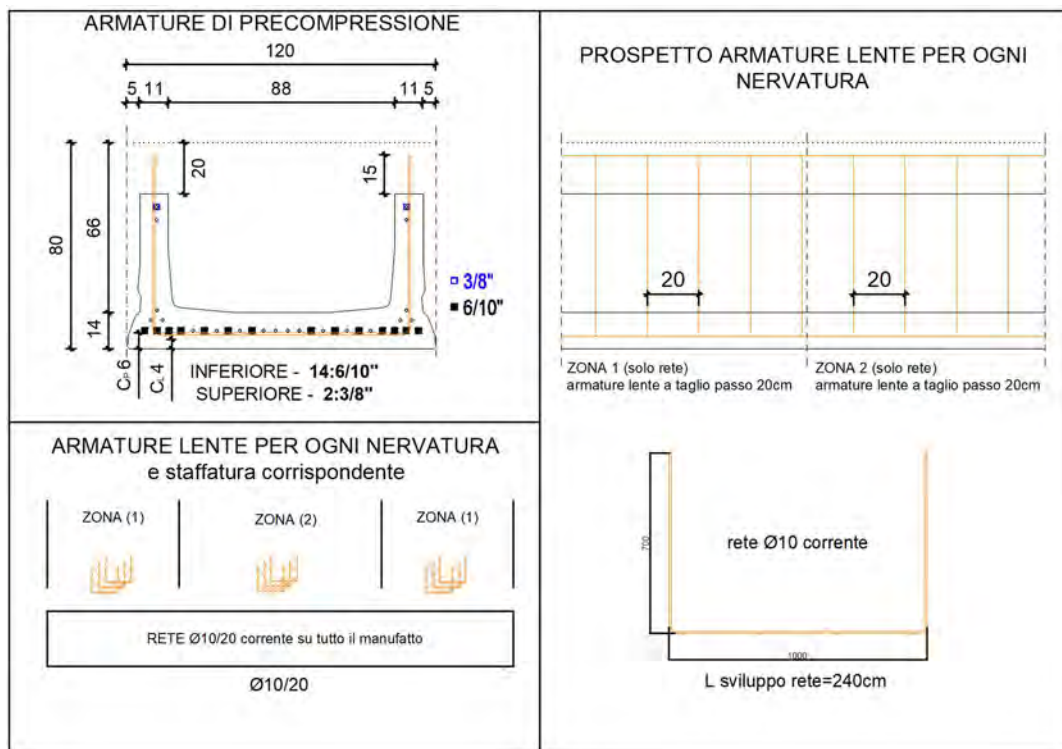 ARMATURE DI PRECOMPRESSIONE
120
5 11 88 11 5
20
15
80
66
14
3/8"
6/10"
CP 6
CL 4
INFERIORE - 14:6/10"
SUPERIORE - 2:3/8"
PROSPETTO ARMATURE LENTE PER OGNI
NERVATURA
20
20
ZONA 1 (solo rete)
armature lente a taglio passo 20cm
ZONA 2 (solo rete)
armature lente a taglio passo 20cm
ARMATURE LENTE PER OGNI NERVATURA
e staffatura corrispondente
ZONA (1)
ZONA (2)
ZONA (1)
RETE Ø10/20 corrente su tutto il manufatto
Ø10/20
700
rete Ø10 corrente
1000
L sviluppo rete=240cm